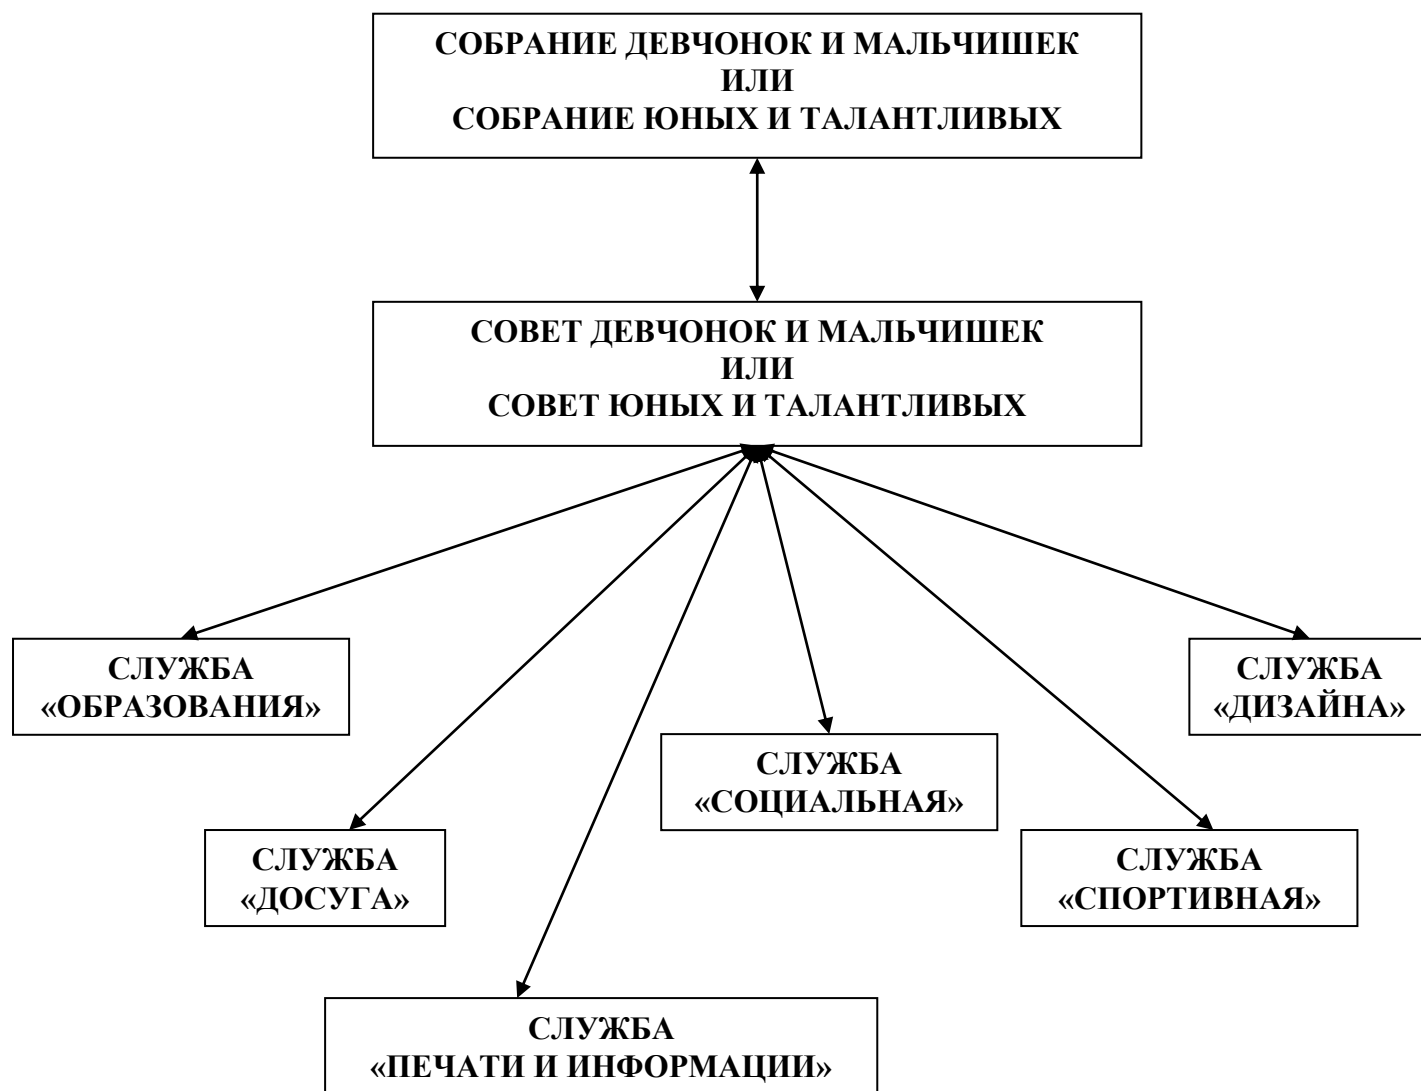 СОБРАНИЕ ДЕВЧОНОК И МАЛЬЧИШЕК
ИЛИ
СОБРАНИЕ ЮНЫХ И ТАЛАНТЛИВЫХ
СОВЕТ ДЕВЧОНОК И МАЛЬЧИШЕК
ИЛИ
СОВЕТ ЮНЫХ И ТАЛАНТЛИВЫХ
СЛУЖБА
«ОБРАЗОВАНИЯ»
СЛУЖБА
«ДИЗАЙНА»
СЛУЖБА
«СОЦИАЛЬНАЯ»
СЛУЖБА
«ДОСУГА»
СЛУЖБА
«СПОРТИВНАЯ»
СЛУЖБА
«ПЕЧАТИ И ИНФОРМАЦИИ»